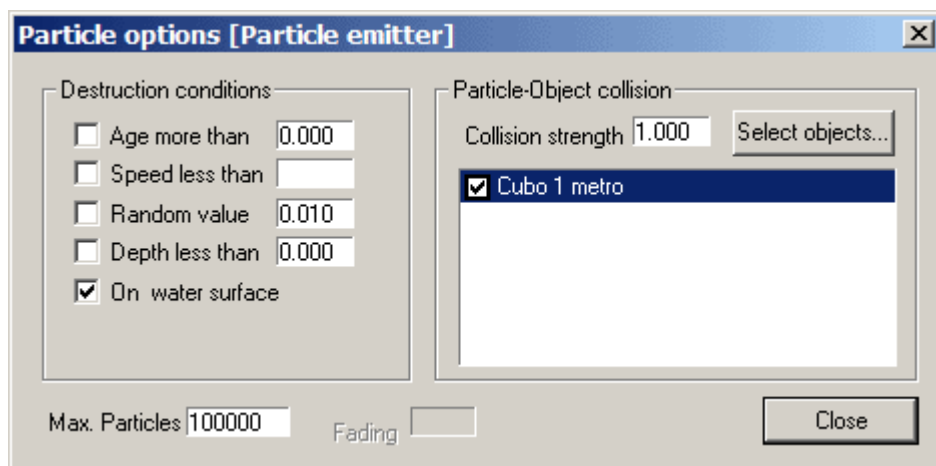 Particle options [Particle emitter]
Destruction conditions
Age more than 0.000
Speed less than
Random value 0.010
Depth less than 0.000
On water surface
Particle-Object collision
Collision strength 1.000 Select objects...
Cubo 1 metro
Max. Particles 100000 Fading Close